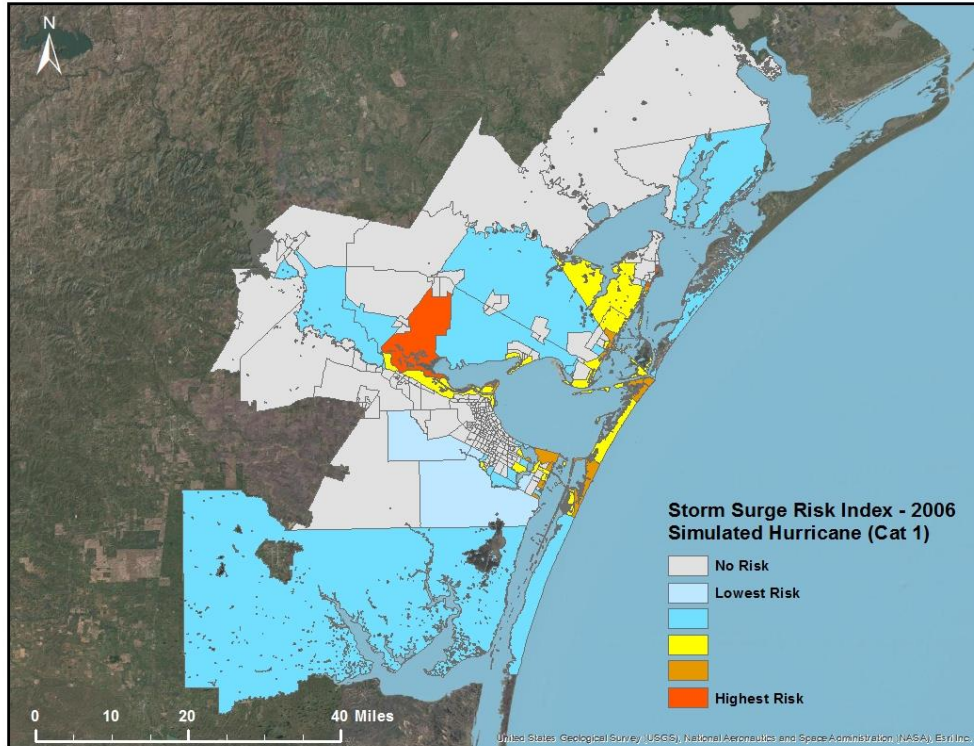 N
Storm Surge Risk Index - 2006
Simulated Hurricane (Cat 1)
No Risk
Lowest Risk
Highest Risk
0 20 40 Miles
United States Geological Survey (USGS), National Aeronautics and Space Administration (NASA), Esri Inc.